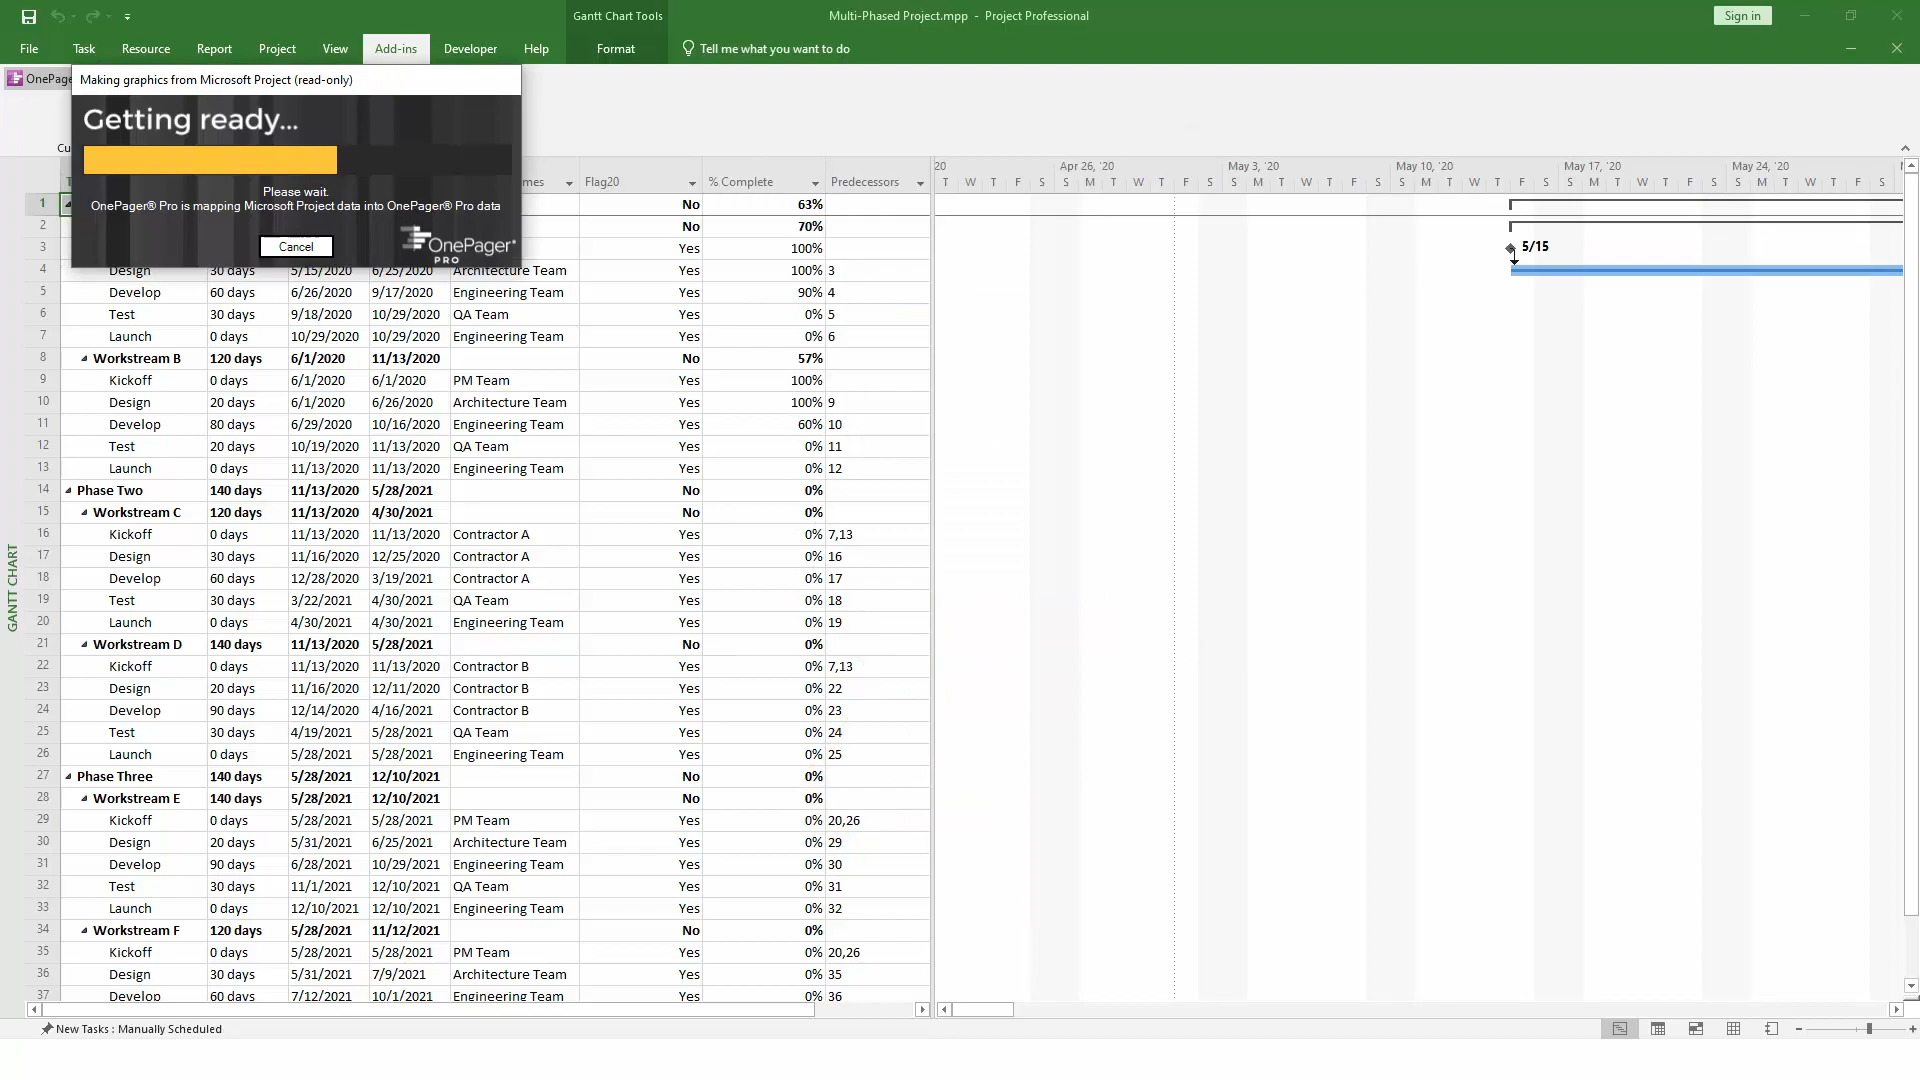 Gantt Chart Tools
Multi-Phased Project.mpp - Project Professional
Sign in
File Task Resource Report Project View Add-ins Developer Help Format Tell me what you want to do
OnePage
Making graphics from Microsoft Project (read-only)
Getting ready...
Please wait.
OnePager® Pro is mapping Microsoft Project data into OnePager® Pro data
Cancel
OnePager
PRO
Cu
T mes Flag20 % Complete Predecessors
20 Apr 26, '20 May 3, '20 May 10, '20 May 17, '20 May 24, '20
T W T F S S M T W T F S S M T W T F S S M T W T F S S M T W T F S S M T W T F S
1 No 63%
2 No 70%
3 Yes 100% 5/15
4 Design 30 days 5/15/2020 6/25/2020 Architecture Team Yes 100% 3
5 Develop 60 days 6/26/2020 9/17/2020 Engineering Team Yes 90% 4
6 Test 30 days 9/18/2020 10/29/2020 QA Team Yes 0% 5
7 Launch 0 days 10/29/2020 10/29/2020 Engineering Team Yes 0% 6
8 Workstream B 120 days 6/1/2020 11/13/2020 No 57%
9 Kickoff 0 days 6/1/2020 6/1/2020 PM Team Yes 100%
10 Design 20 days 6/1/2020 6/26/2020 Architecture Team Yes 100% 9
11 Develop 80 days 6/29/2020 10/16/2020 Engineering Team Yes 60% 10
12 Test 20 days 10/19/2020 11/13/2020 QA Team Yes 0% 11
13 Launch 0 days 11/13/2020 11/13/2020 Engineering Team Yes 0% 12
14 Phase Two 140 days 11/13/2020 5/28/2021 No 0%
15 Workstream C 120 days 11/13/2020 4/30/2021 No 0%
16 Kickoff 0 days 11/13/2020 11/13/2020 Contractor A Yes 0% 7,13
17 Design 30 days 11/16/2020 12/25/2020 Contractor A Yes 0% 16
18 Develop 60 days 12/28/2020 3/19/2021 Contractor A Yes 0% 17
19 Test 30 days 3/22/2021 4/30/2021 QA Team Yes 0% 18
20 Launch 0 days 4/30/2021 4/30/2021 Engineering Team Yes 0% 19
21 Workstream D 140 days 11/13/2020 5/28/2021 No 0%
22 Kickoff 0 days 11/13/2020 11/13/2020 Contractor B Yes 0% 7,13
23 Design 20 days 11/16/2020 12/11/2020 Contractor B Yes 0% 22
24 Develop 90 days 12/14/2020 4/16/2021 Contractor B Yes 0% 23
25 Test 30 days 4/19/2021 5/28/2021 QA Team Yes 0% 24
26 Launch 0 days 5/28/2021 5/28/2021 Engineering Team Yes 0% 25
27 Phase Three 140 days 5/28/2021 12/10/2021 No 0%
28 Workstream E 140 days 5/28/2021 12/10/2021 No 0%
29 Kickoff 0 days 5/28/2021 5/28/2021 PM Team Yes 0% 20,26
30 Design 20 days 5/31/2021 6/25/2021 Architecture Team Yes 0% 29
31 Develop 90 days 6/28/2021 10/29/2021 Engineering Team Yes 0% 30
32 Test 30 days 11/1/2021 12/10/2021 QA Team Yes 0% 31
33 Launch 0 days 12/10/2021 12/10/2021 Engineering Team Yes 0% 32
34 Workstream F 120 days 5/28/2021 11/12/2021 No 0%
35 Kickoff 0 days 5/28/2021 5/28/2021 PM Team Yes 0% 20,26
36 Design 30 days 5/31/2021 7/9/2021 Architecture Team Yes 0% 35
37 Develop 60 days 7/12/2021 10/1/2021 Engineering Team Yes 0% 36
GANTT CHART
New Tasks : Manually Scheduled